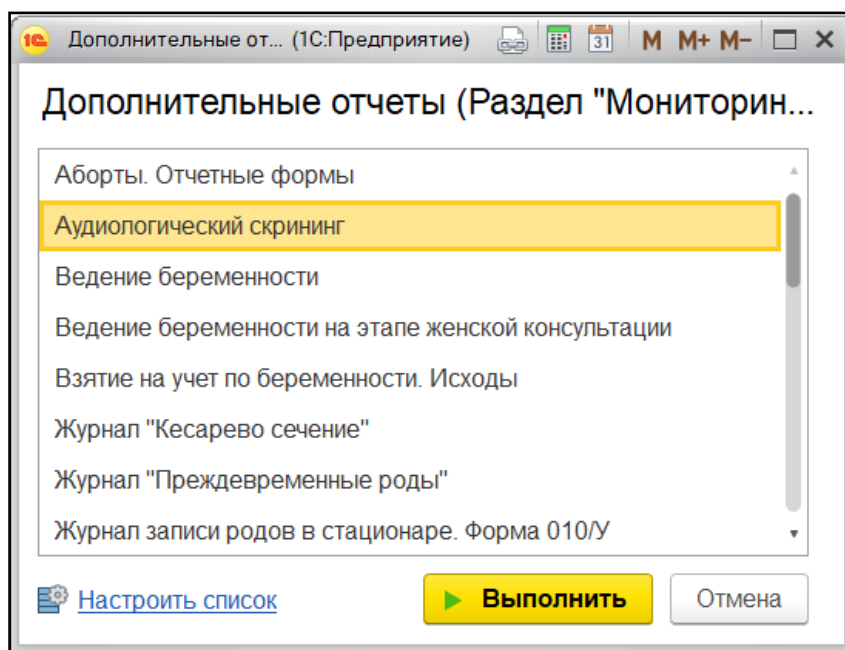 1С Дополнительные от... (1С:Предприятие) 31 M M+ M-
Дополнительные отчеты (Раздел "Мониторин...
Аборты. Отчетные формы
Аудиологический скрининг
Ведение беременности
Ведение беременности на этапе женской консультации
Взятие на учет по беременности. Исходы
Журнал "Кесарево сечение"
Журнал "Преждевременные роды"
Журнал записи родов в стационаре. Форма 010/У
Настроить список Выполнить Отмена